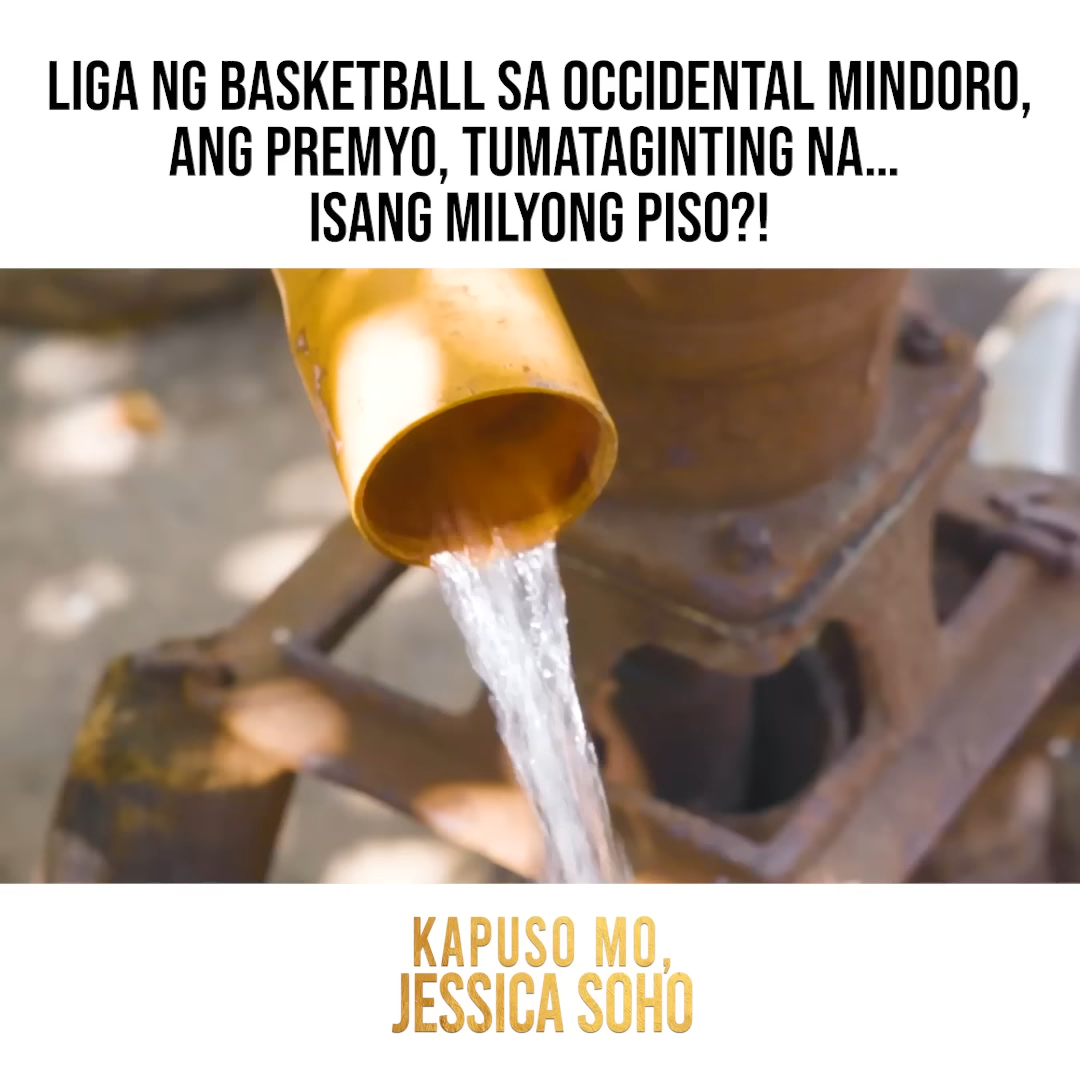 LIGA NG BASKETBALL SA OCCIDENTAL MINDORO,
ANG PREMYO, TUMATAGINTING NA...
ISANG MILYONG PISO?!
KAPUSO MO,
JESSICA SOHO